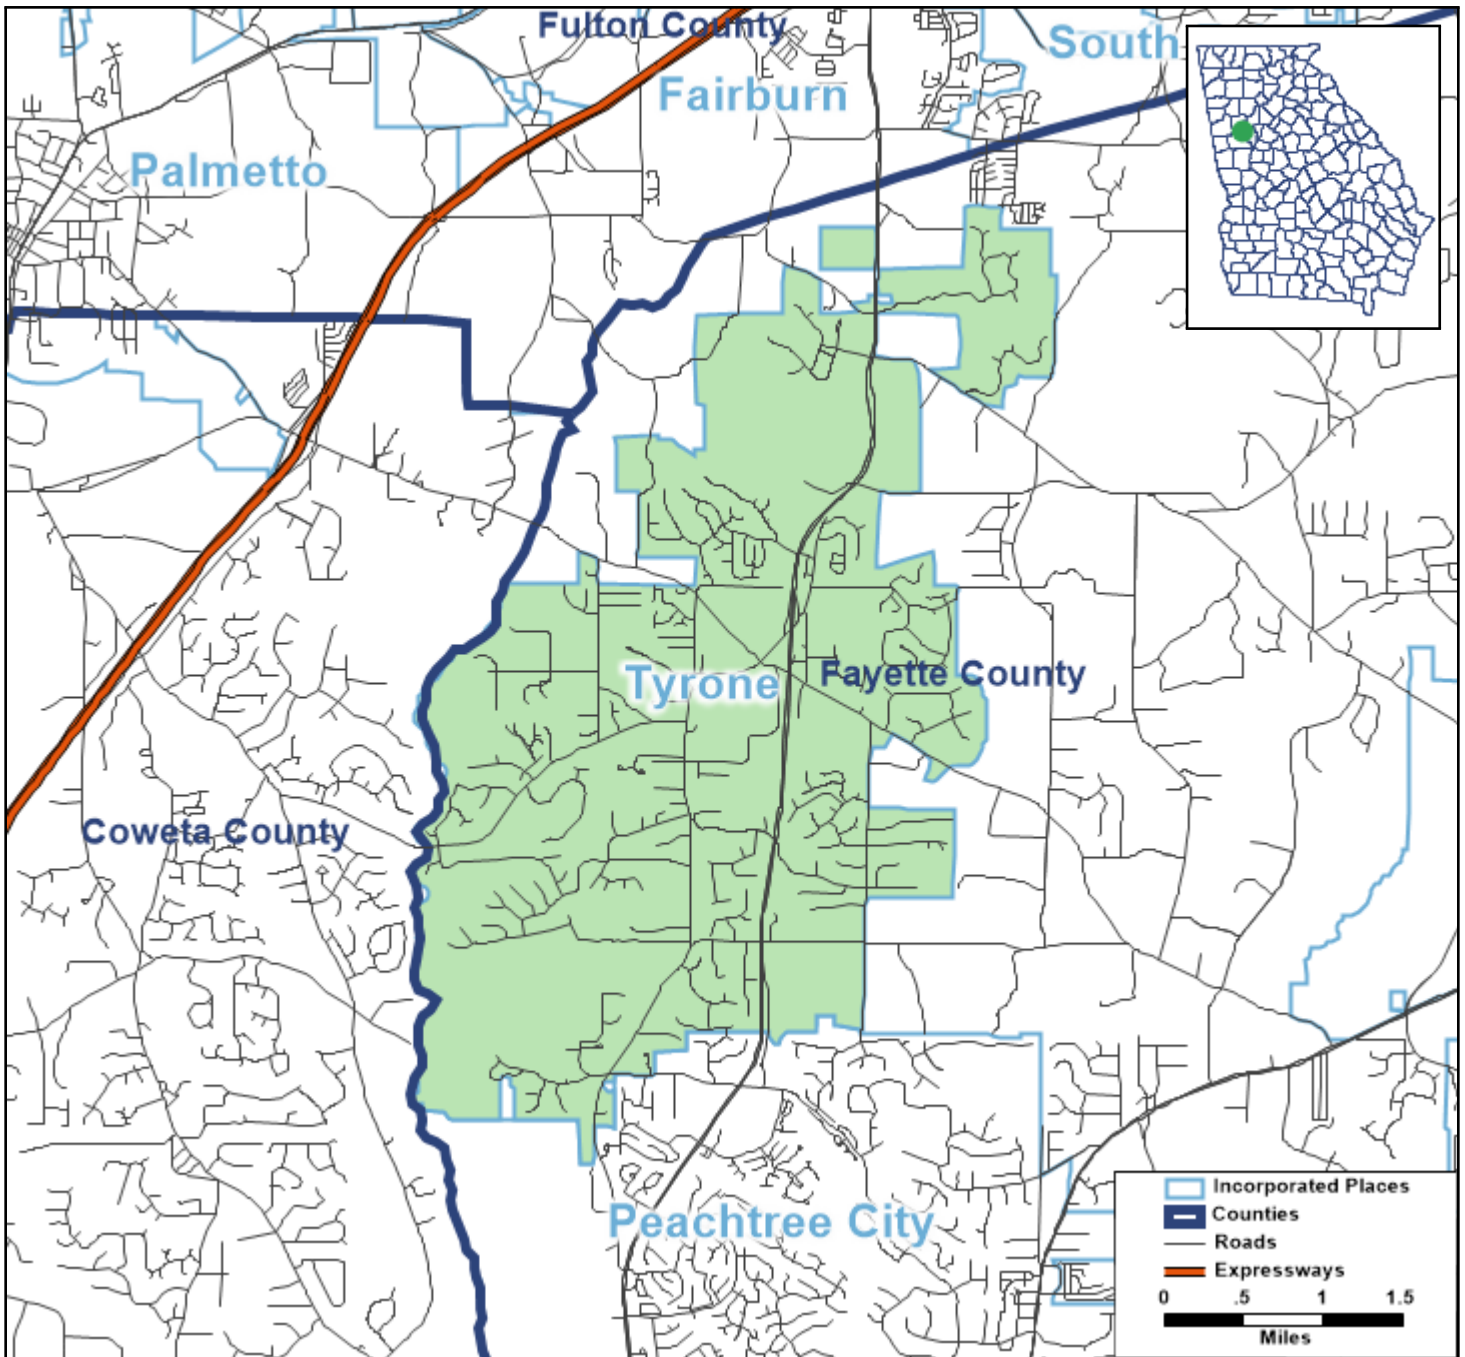 Fulton County
South
Fairburn
Palmetto
Tyrone
Fayette County
Coweta County
Peachtree City
Incorporated Places
Counties
Roads
Expressways
0 .5 1 1.5
Miles